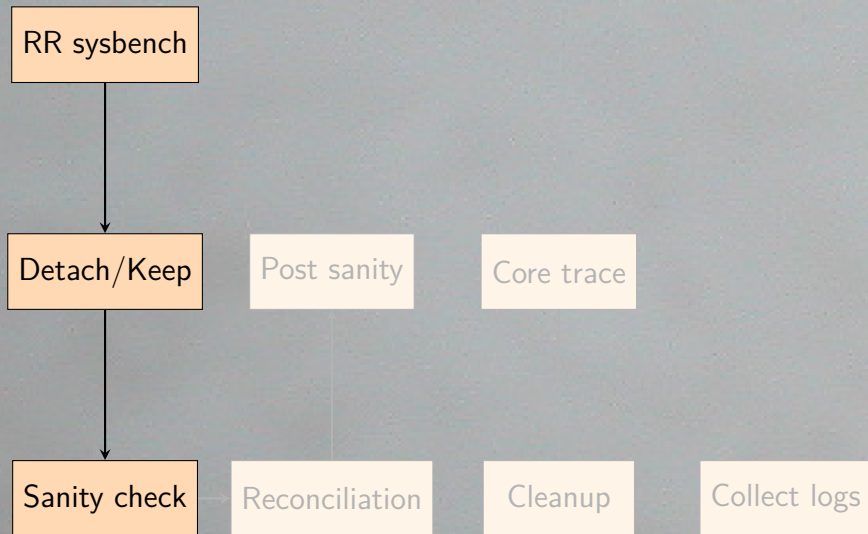 RR sysbench
Detach/Keep
Post sanity
Core trace
Sanity check
Reconciliation
Cleanup
Collect logs